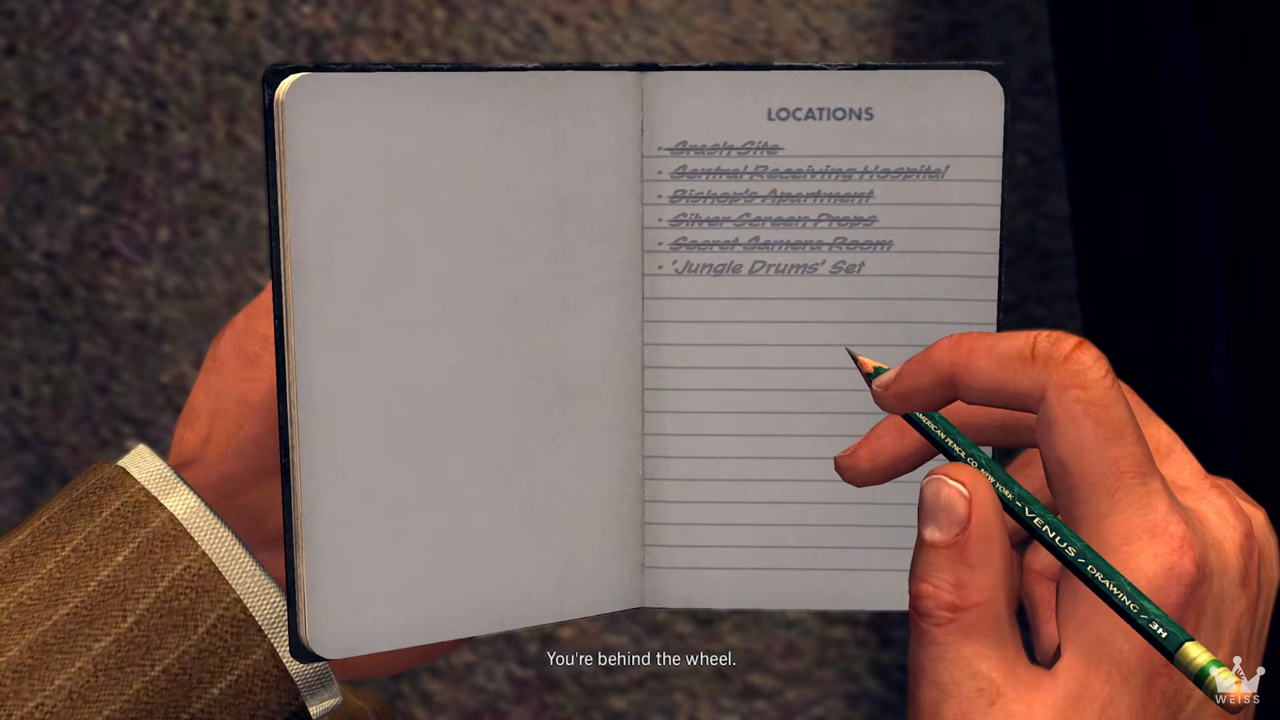 LOCATIONS
· Crash Site
· Central Receiving Hospital
· Bishop's Apartment
· Silver Screen Props
· Secret Camera Room
· 'Jungle Drums' Set
AMERICAN PENCIL CO. NEW YORK - VENUS / DRAWING / 3H
You're behind the wheel.
WEISS